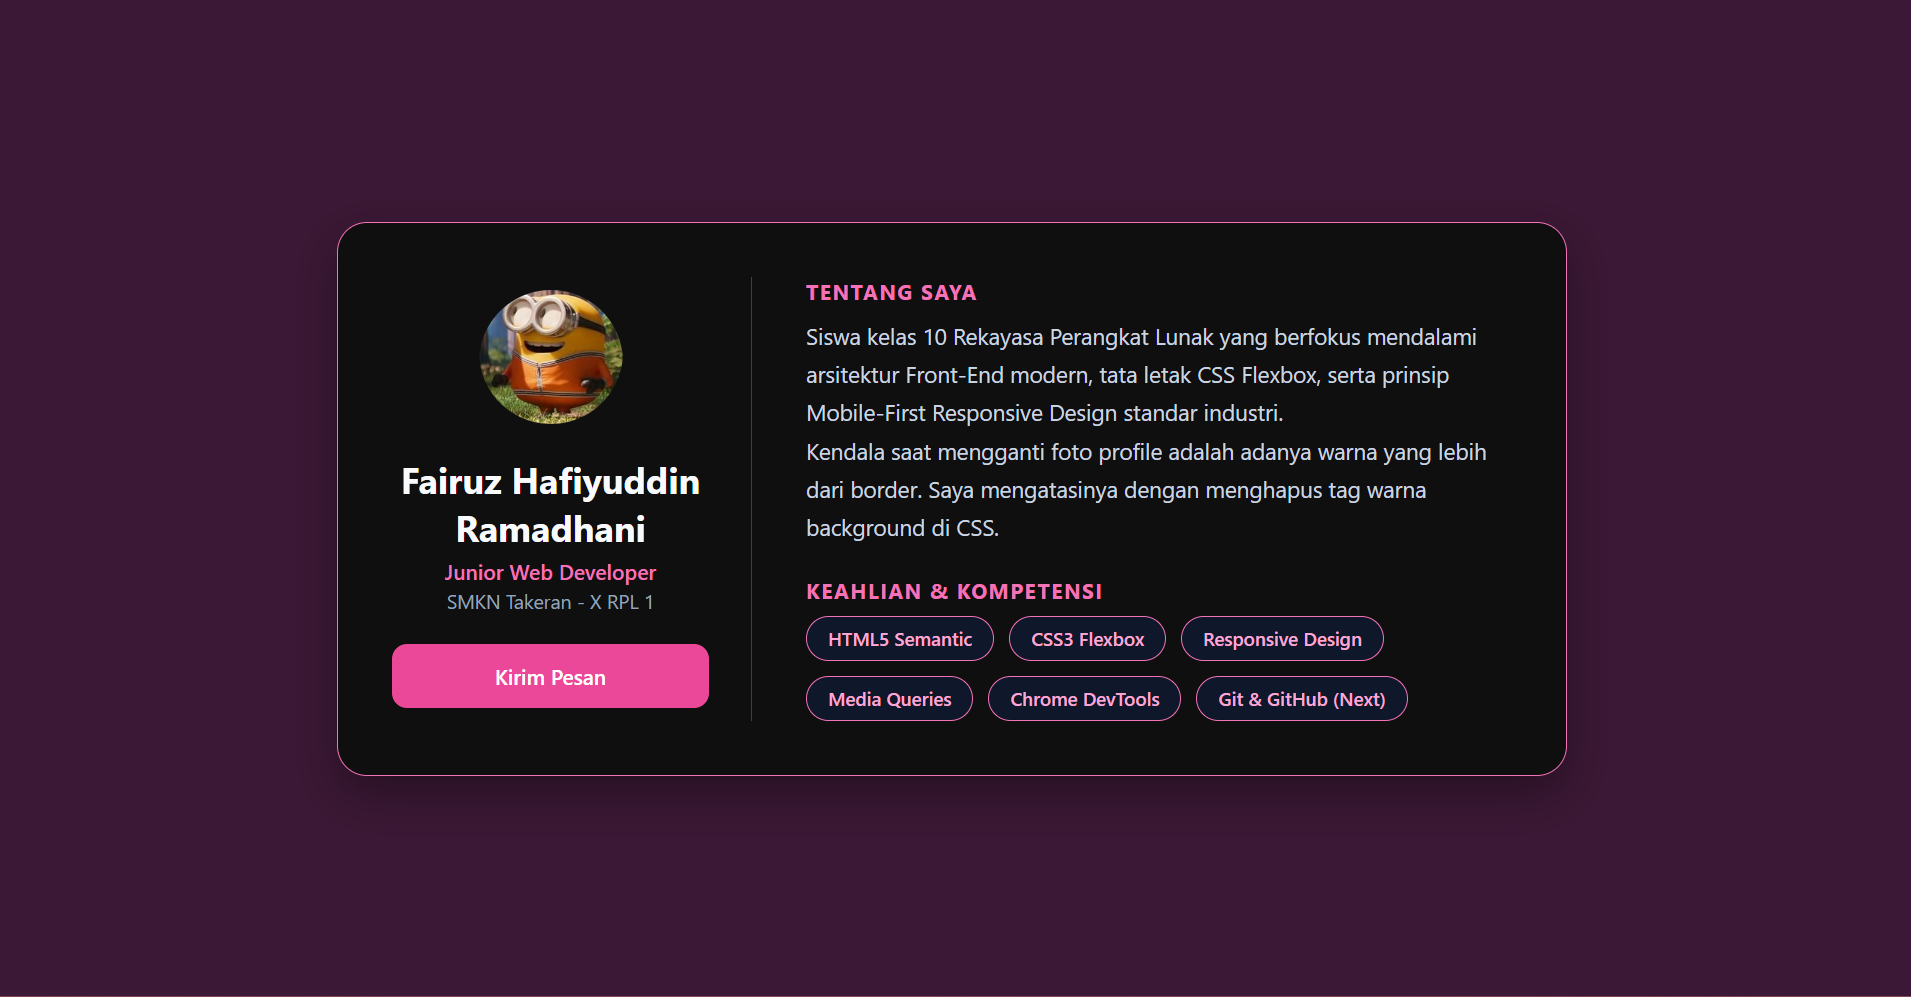 Fairuz Hafiyuddin
Ramadhani
Junior Web Developer
SMKN Takeran - X RPL 1
Kirim Pesan
TENTANG SAYA
Siswa kelas 10 Rekayasa Perangkat Lunak yang berfokus mendalami
arsitektur Front-End modern, tata letak CSS Flexbox, serta prinsip
Mobile-First Responsive Design standar industri.
Kendala saat mengganti foto profile adalah adanya warna yang lebih
dari border. Saya mengatasinya dengan menghapus tag warna
background di CSS.
KEAHLIAN & KOMPETENSI
HTML5 Semantic
CSS3 Flexbox
Responsive Design
Media Queries
Chrome DevTools
Git & GitHub (Next)